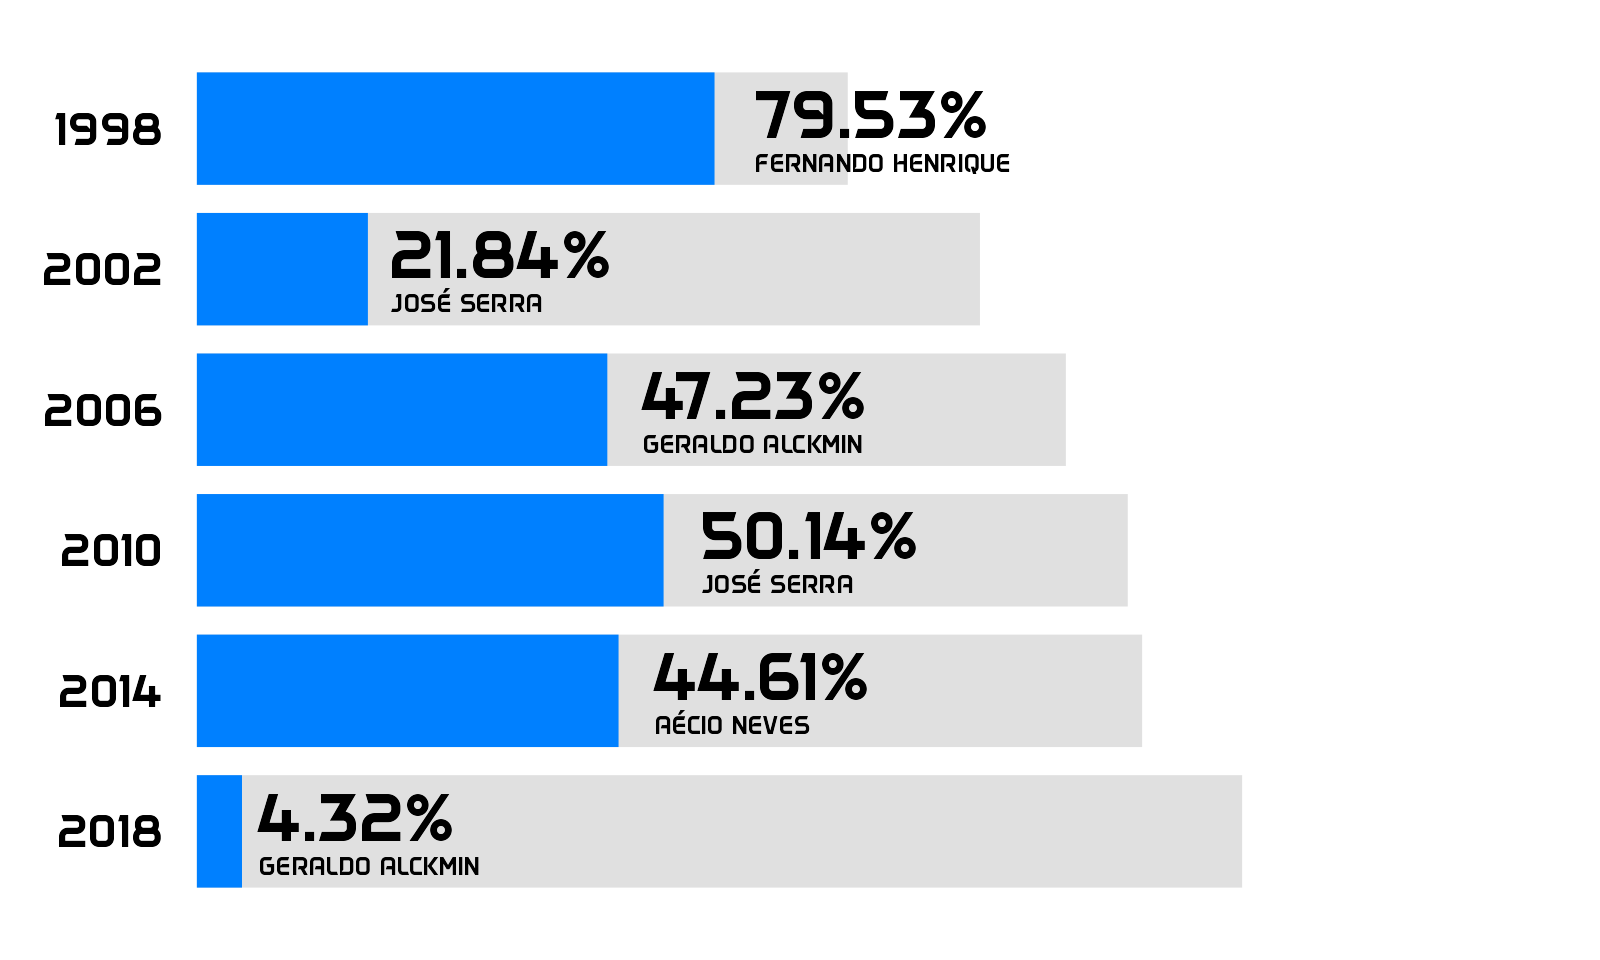 1998
79.53%
FERNANDO HENRIQUE
2002
21.84%
JOSÉ SERRA
2006
47.23%
GERALDO ALCKMIN
2010
50.14%
JOSÉ SERRA
2014
44.61%
AÉCIO NEVES
2018
4.32%
GERALDO ALCKMIN